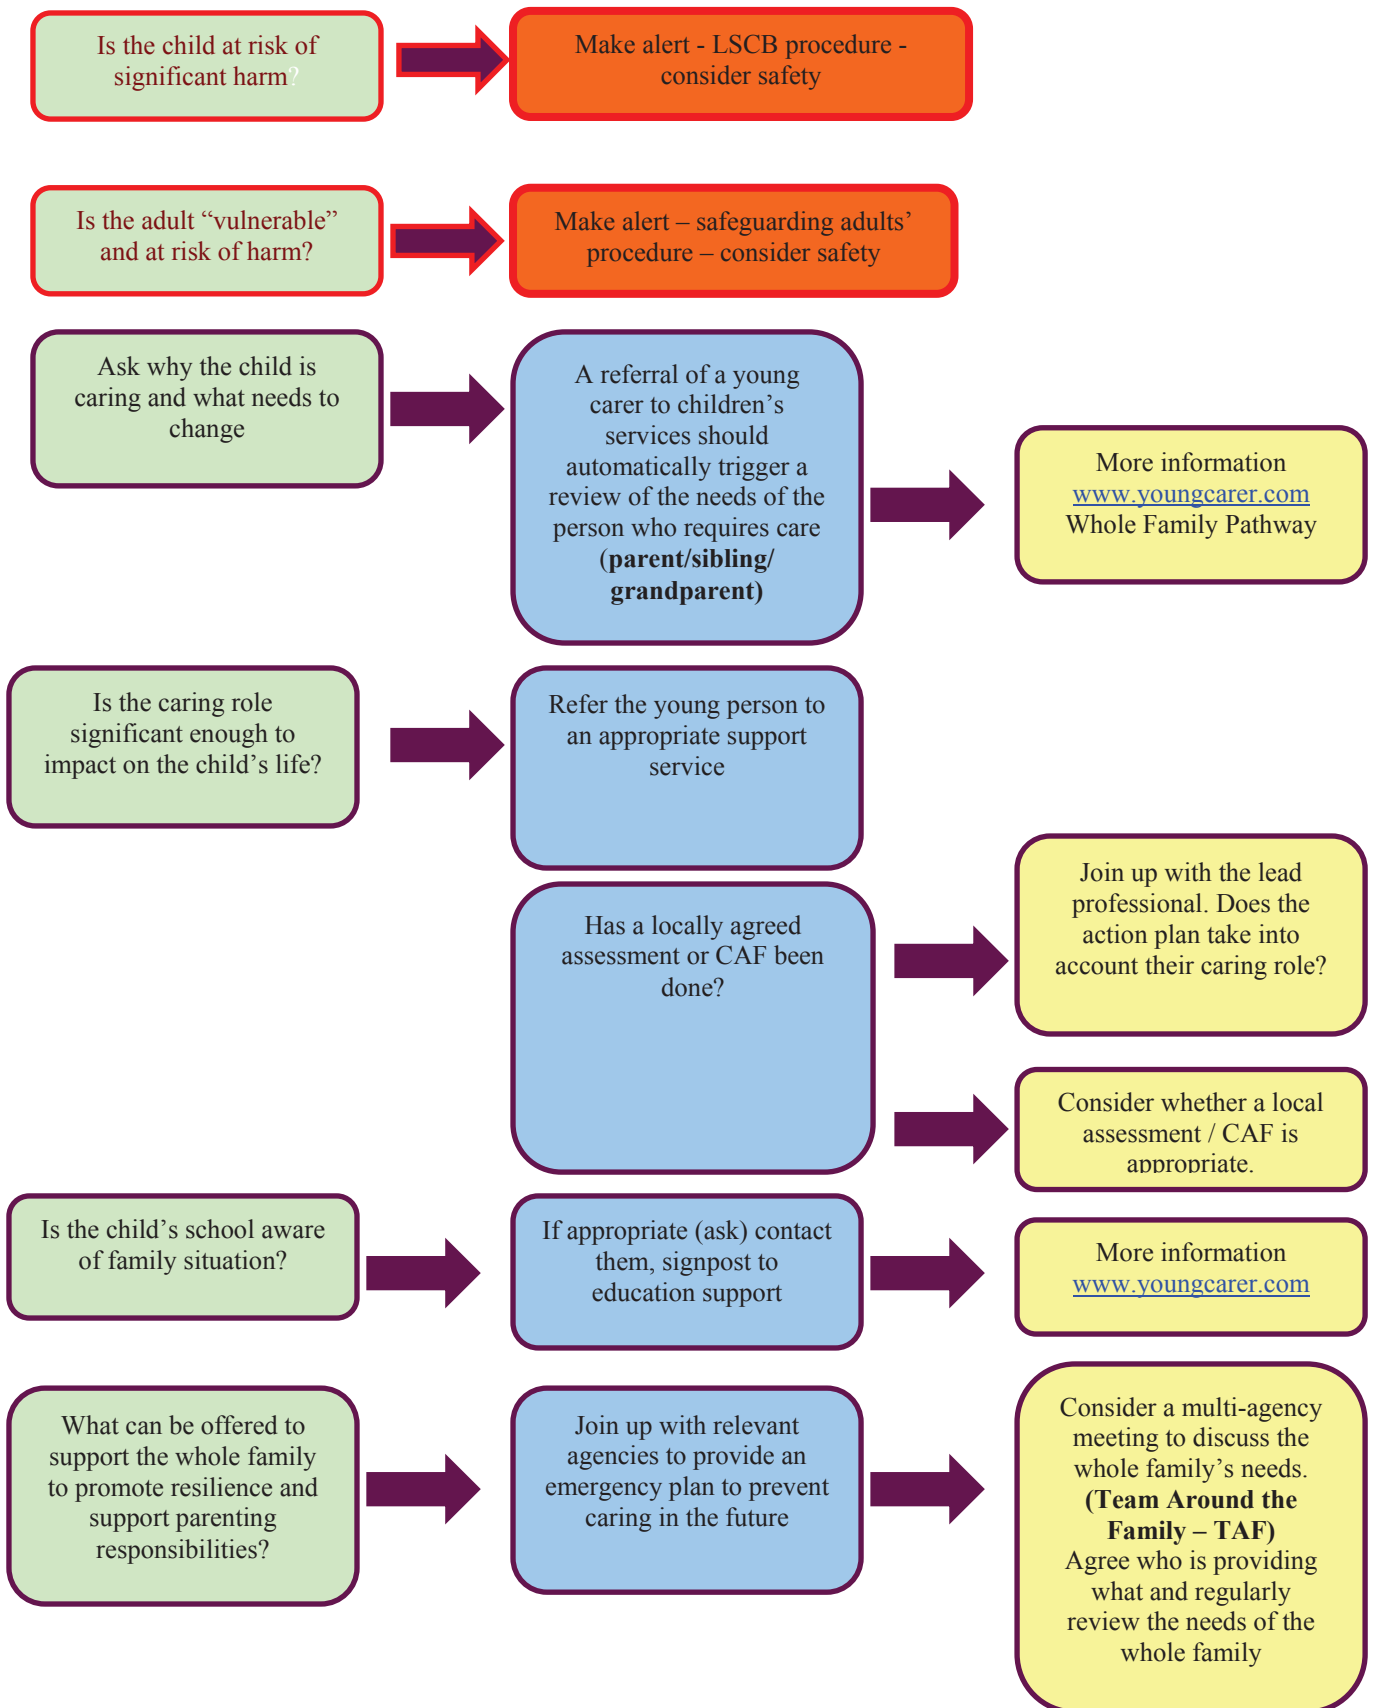 Is the child at risk of
significant harm?
Make alert - LSCB procedure -
consider safety
Is the adult “vulnerable”
and at risk of harm?
Make alert – safeguarding adults’
procedure – consider safety
Ask why the child is
caring and what needs to
change
A referral of a young
carer to children’s
services should
automatically trigger a
review of the needs of the
person who requires care
(parent/sibling/
grandparent)
More information
www.youngcarer.com
Whole Family Pathway
Is the caring role
significant enough to
impact on the child’s life?
Refer the young person to
an appropriate support
service
Has a locally agreed
assessment or CAF been
done?
Join up with the lead
professional. Does the
action plan take into
account their caring role?
Consider whether a local
assessment / CAF is
appropriate.
Is the child’s school aware
of family situation?
If appropriate (ask) contact
them, signpost to
education support
More information
www.youngcarer.com
What can be offered to
support the whole family
to promote resilience and
support parenting
responsibilities?
Join up with relevant
agencies to provide an
emergency plan to prevent
caring in the future
Consider a multi-agency
meeting to discuss the
whole family’s needs.
(Team Around the
Family – TAF)
Agree who is providing
what and regularly
review the needs of the
whole family